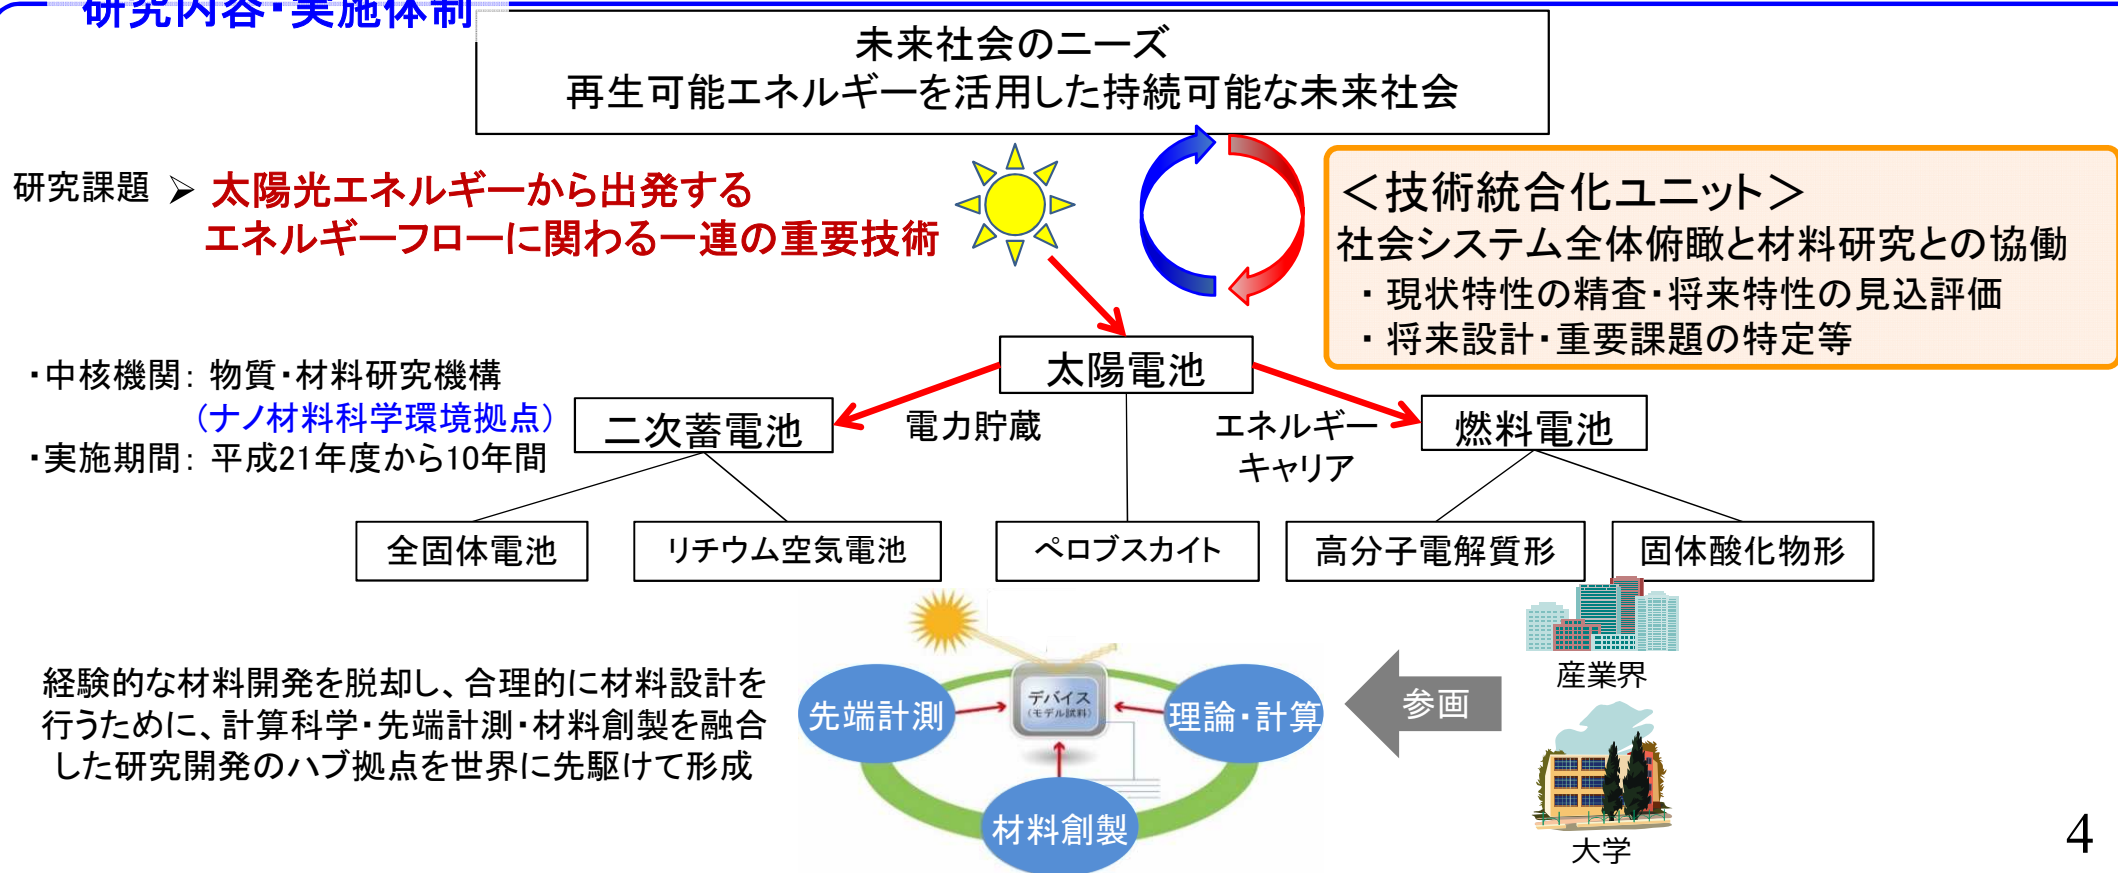 研究内容・実施体制
未来社会のニーズ
再生可能エネルギーを活用した持続可能な未来社会
研究課題 ➢ 太陽光エネルギーから出発する
エネルギーフローに関わる一連の重要技術
＜技術統合化ユニット＞
社会システム全体俯瞰と材料研究との協働
・現状特性の精査・将来特性の見込評価
・将来設計・重要課題の特定等
・中核機関： 物質・材料研究機構
(ナノ材料科学環境拠点)
・実施期間： 平成21年度から10年間
太陽電池
二次蓄電池
電力貯蔵
エネルギー
キャリア
燃料電池
全固体電池
リチウム空気電池
ペロブスカイト
高分子電解質形
固体酸化物形
経験的な材料開発を脱却し、合理的に材料設計を
行うために、計算科学・先端計測・材料創製を融合
した研究開発のハブ拠点を世界に先駆けて形成
先端計測
デバイス
(モデル試料)
理論・計算
材料創製
参画
産業界
大学
4